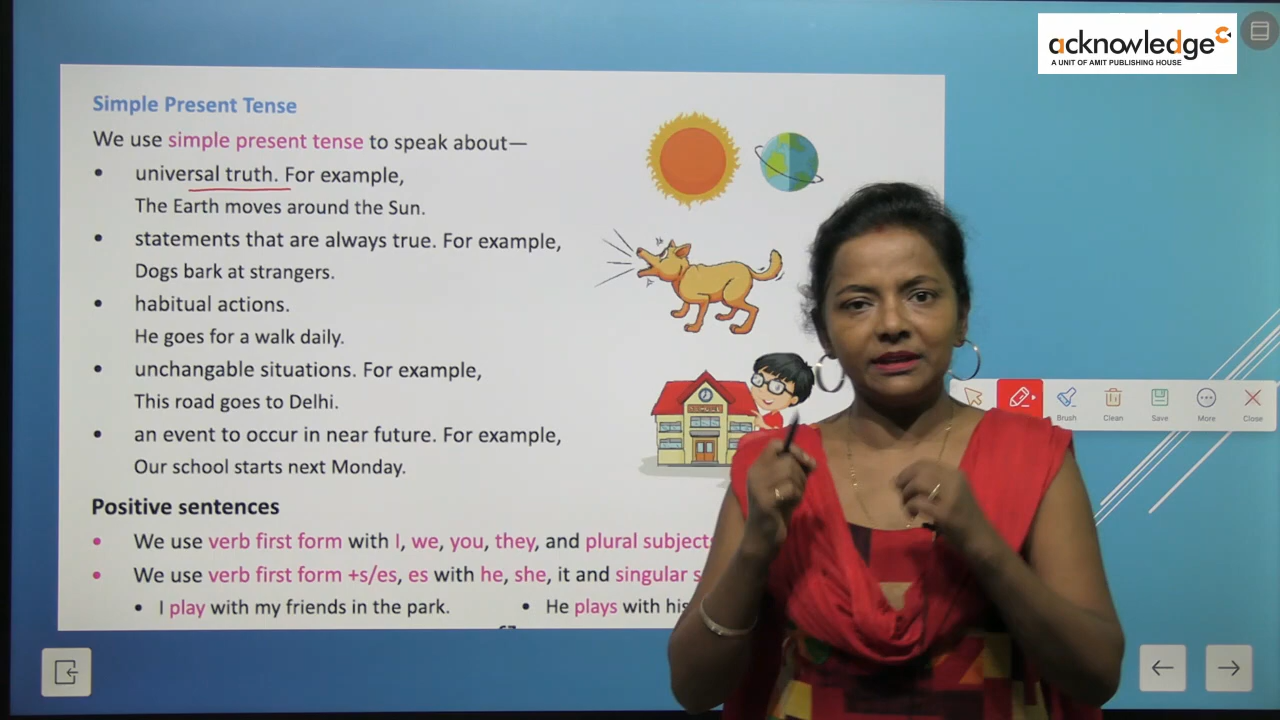 acknowledge
A UNIT OF AMIT PUBLISHING HOUSE
Simple Present Tense
We use simple present tense to speak about—
• universal truth. For example,
The Earth moves around the Sun.
• statements that are always true. For example,
Dogs bark at strangers.
• habitual actions.
He goes for a walk daily.
• unchangable situations. For example,
This road goes to Delhi.
• an event to occur in near future. For example,
Our school starts next Monday.
Brush Clean Save More Close
Positive sentences
• We use verb first form with I, we, you, they, and plural subjects
• We use verb first form +s/es, es with he, she, it and singular
• I play with my friends in the park. • He plays with his